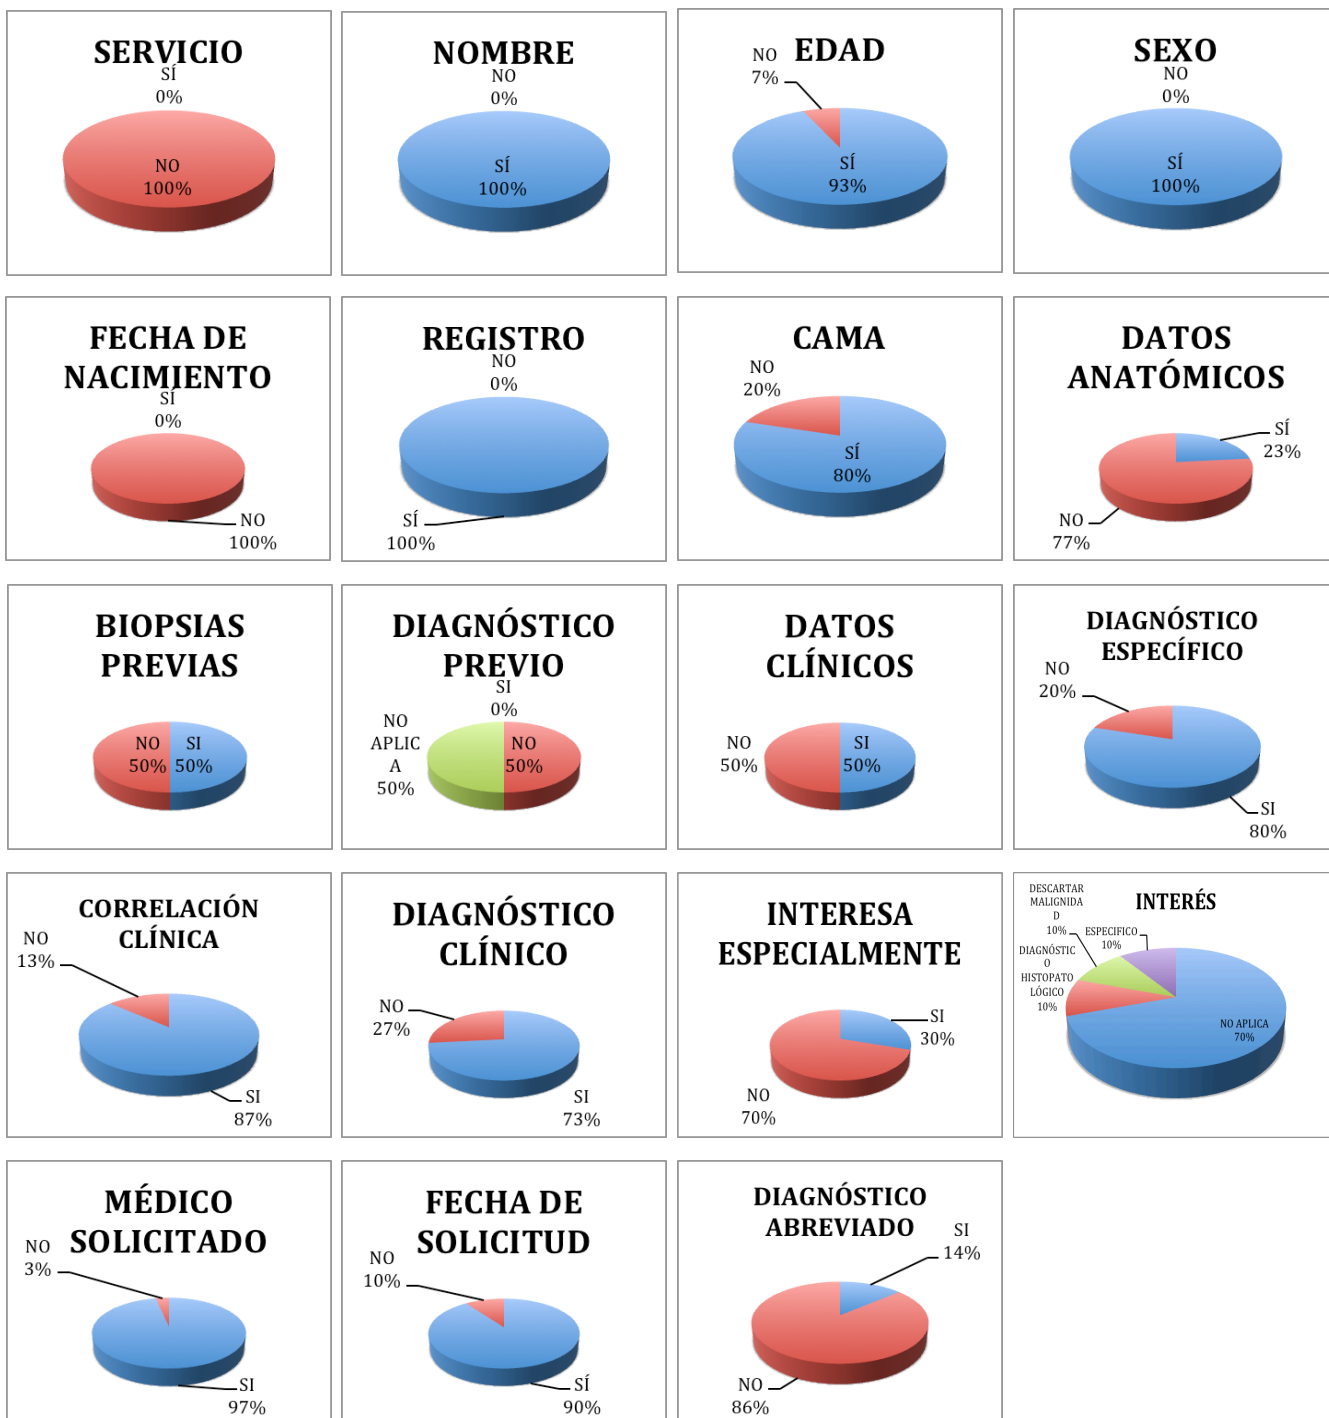 SERVICIO
SÍ
0%
NO
100%
NOMBRE
NO
0%
SÍ
100%
EDAD
NO
7%
SÍ
93%
SEXO
NO
0%
SÍ
100%
FECHA DE
NACIMIENTO
SÍ
0%
NO
100%
REGISTRO
NO
0%
SÍ
100%
CAMA
NO
20%
SÍ
80%
DATOS
ANATÓMICOS
SÍ
23%
NO
77%
BIOPSIAS
PREVIAS
NO
50%
SI
50%
DIAGNÓSTICO
PREVIO
SI
0%
NO
APLIC
A
50%
NO
50%
DATOS
CLÍNICOS
NO
50%
SI
50%
DIAGNÓSTICO
ESPECÍFICO
NO
20%
SI
80%
CORRELACIÓN
CLÍNICA
NO
13%
SI
87%
DIAGNÓSTICO
CLÍNICO
NO
27%
SI
73%
INTERESA
ESPECIALMENTE
SI
30%
NO
70%
INTERÉS
DESCARTAR
MALIGNIDA
D
10%
ESPECIFICO
10%
DIAGNÓSTIC
O
HISTOPATO
LÓGICO
10%
NO APLICA
70%
MÉDICO
SOLICITADO
NO
3%
SI
97%
FECHA DE
SOLICITUD
NO
10%
SÍ
90%
DIAGNÓSTICO
ABREVIADO
SI
14%
NO
86%